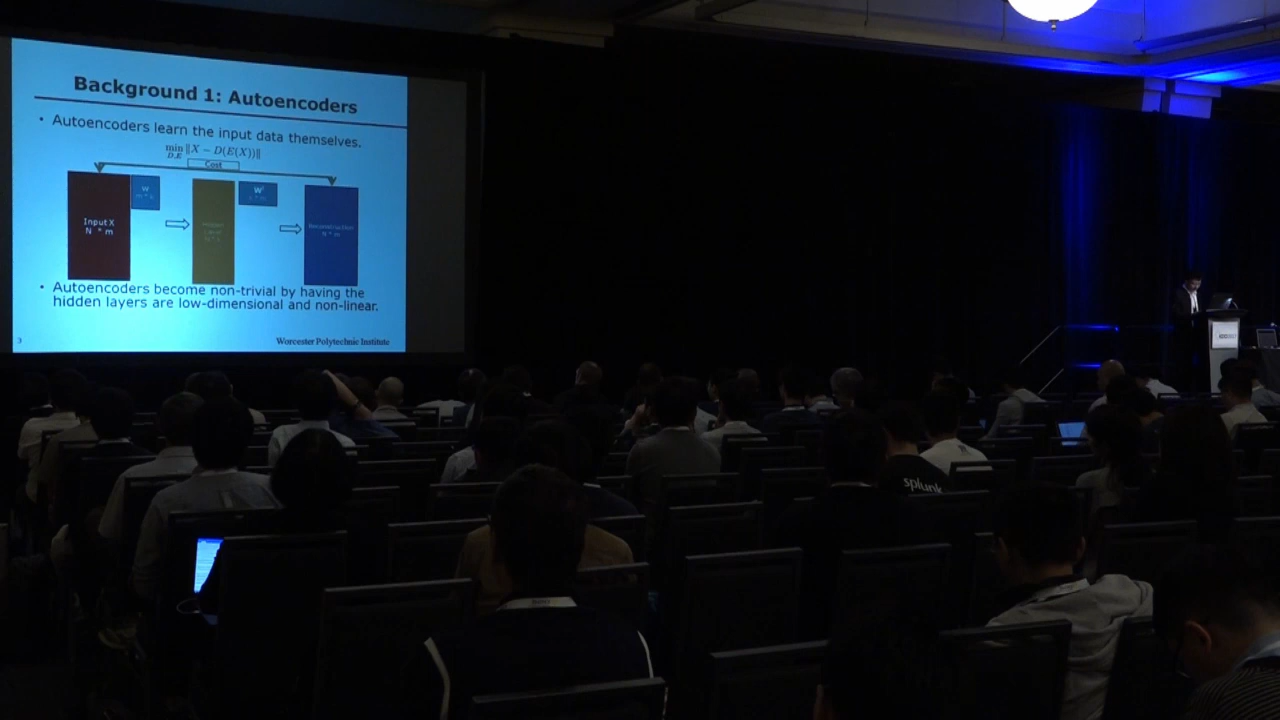 Background 1: Autoencoders
• Autoencoders learn the input data themselves.
min ‖X − D(E(X))‖
D,E
Cost
W
W'
Input X
N * m
N * m
• Autoencoders become non-trivial by having the
hidden layers are low-dimensional and non-linear.
3
Worcester Polytechnic Institute
splunk